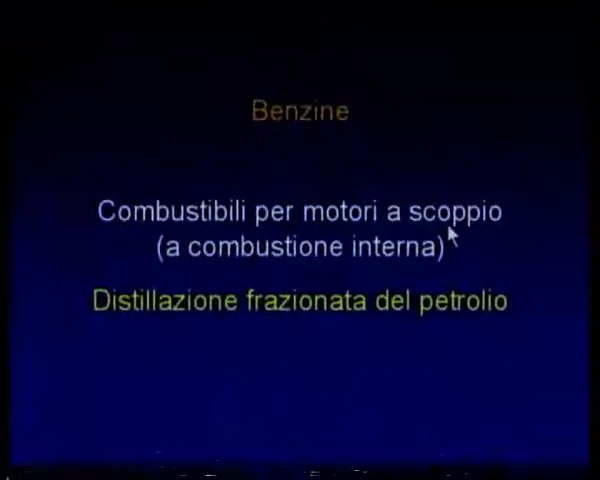 Benzine
Combustibili per motori a scoppio
(a combustione interna)
Distillazione frazionata del petrolio